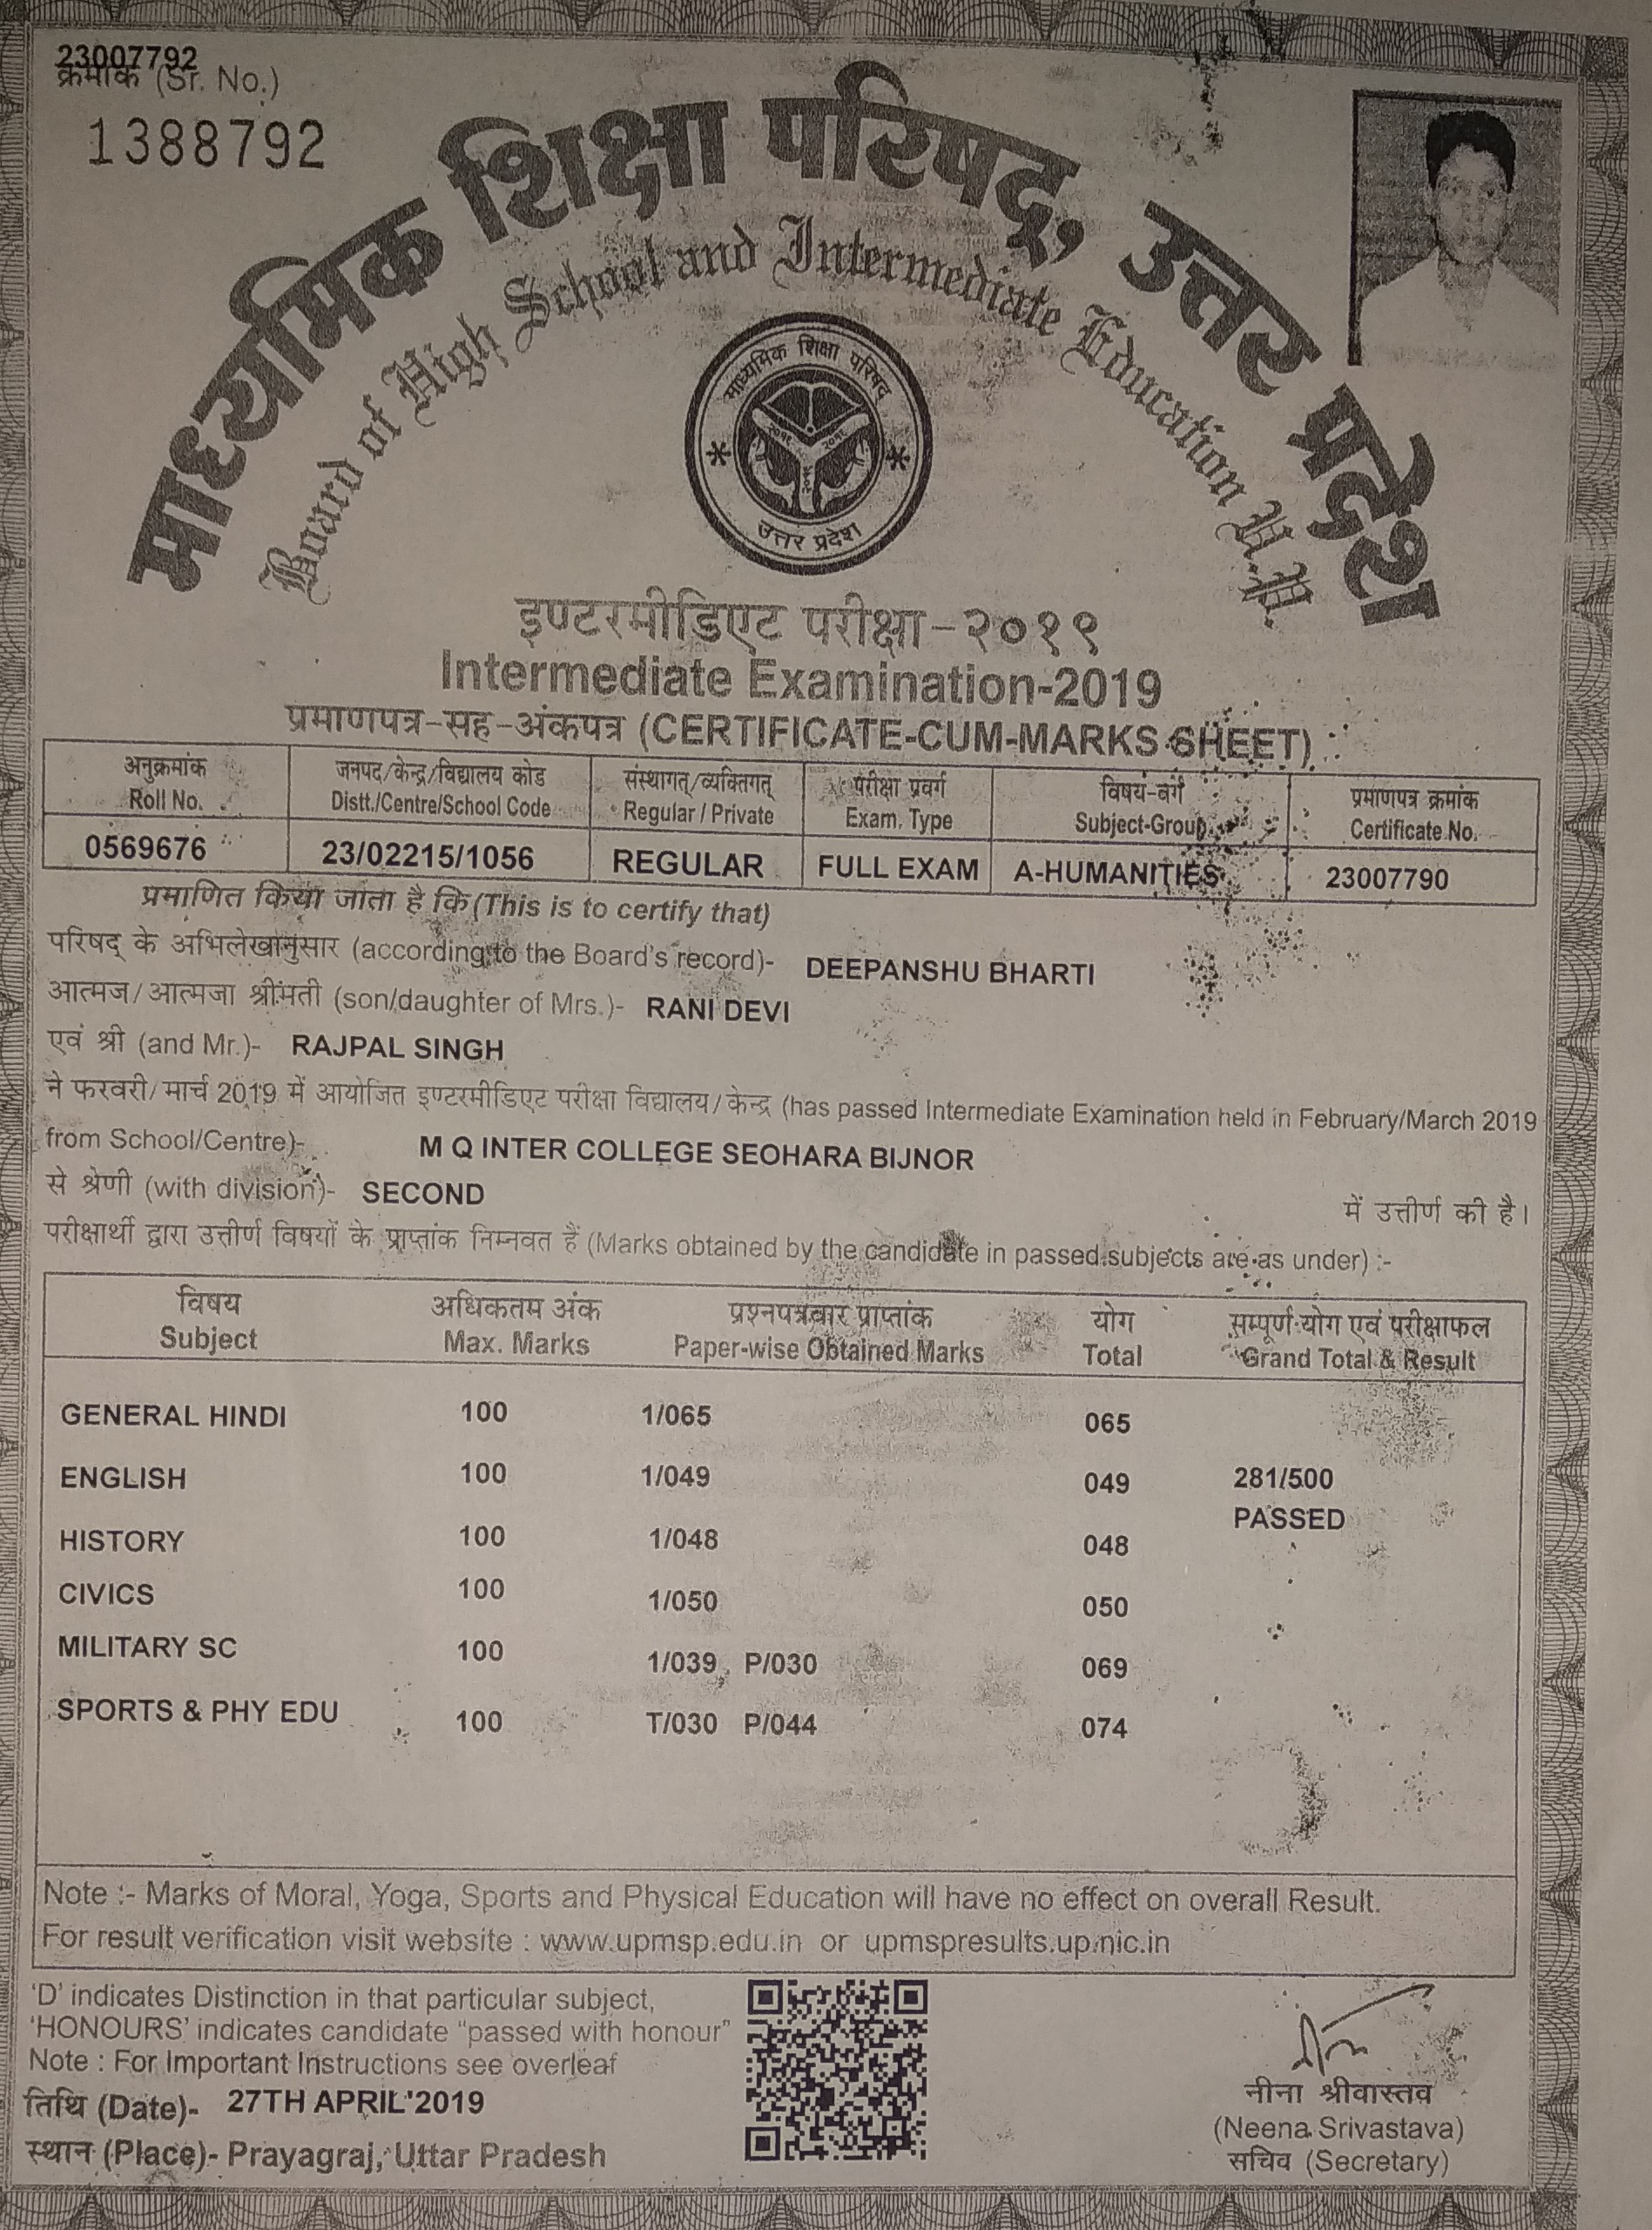 23007792
क्रमांक (Sr. No.)
1388792
माध्यमिक शिक्षा परिषद्, उत्तर प्रदेश
Board of High School and Intermediate Education U.P.
माध्यमिक शिक्षा परिषद्
उत्तर प्रदेश
इण्टरमीडिएट परीक्षा-२०१९
Intermediate Examination-2019
प्रमाणपत्र-सह-अंकपत्र (CERTIFICATE-CUM-MARKS SHEET)
अनुक्रमांक जनपद/केन्द्र/विद्यालय कोड संस्थागत्/व्यक्तिगत् परीक्षा प्रवर्ग विषय-वर्ग प्रमाणपत्र क्रमांक
Roll No. Distt./Centre/School Code Regular / Private Exam. Type Subject-Group Certificate No.
0569676 23/02215/1056 REGULAR FULL EXAM A-HUMANITIES 23007790
प्रमाणित किया जाता है कि (This is to certify that)
परिषद् के अभिलेखानुसार (according to the Board's record)- DEEPANSHU BHARTI
आत्मज/आत्मजा श्रीमती (son/daughter of Mrs.)- RANI DEVI
एवं श्री (and Mr.)- RAJPAL SINGH
ने फरवरी/मार्च 2019 में आयोजित इण्टरमीडिएट परीक्षा विद्यालय/केन्द्र (has passed Intermediate Examination held in February/March 2019
from School/Centre)- M Q INTER COLLEGE SEOHARA BIJNOR
से श्रेणी (with division)- SECOND में उत्तीर्ण की है।
परीक्षार्थी द्वारा उत्तीर्ण विषयों के प्राप्तांक निम्नवत हैं (Marks obtained by the candidate in passed subjects are as under) :-
विषय अधिकतम अंक प्रश्नपत्रवार प्राप्तांक योग सम्पूर्ण योग एवं परीक्षाफल
Subject Max. Marks Paper-wise Obtained Marks Total Grand Total & Result
GENERAL HINDI 100 1/065 065
ENGLISH 100 1/049 049 281/500
PASSED
HISTORY 100 1/048 048
CIVICS 100 1/050 050
MILITARY SC 100 1/039 P/030 069
SPORTS & PHY EDU 100 T/030 P/044 074
Note :- Marks of Moral, Yoga, Sports and Physical Education will have no effect on overall Result.
For result verification visit website : www.upmsp.edu.in or upmspresults.up.nic.in
'D' indicates Distinction in that particular subject,
'HONOURS' indicates candidate "passed with honour"
Note : For Important Instructions see overleaf
तिथि (Date)- 27TH APRIL'2019
स्थान (Place)- Prayagraj, Uttar Pradesh
नीना श्रीवास्तव
(Neena Srivastava)
सचिव (Secretary)